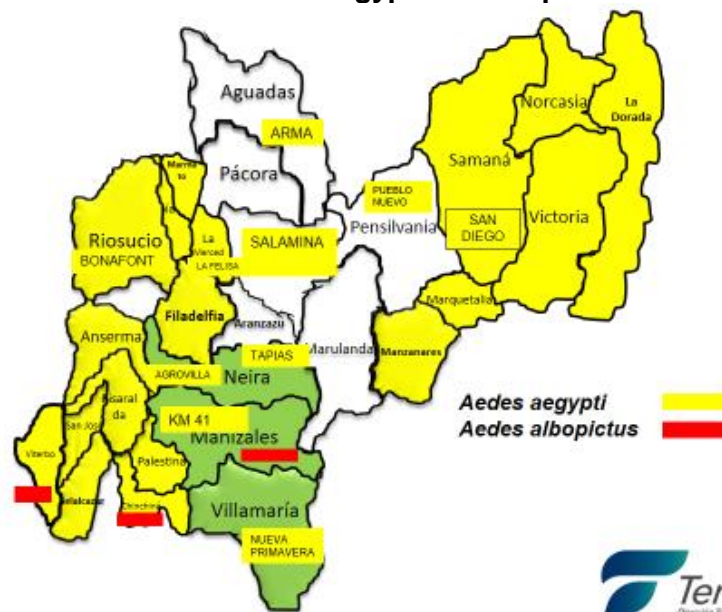 Aguadas
ARMA
Pácora
Riosucio
BONAFONT
La
Merced
LA FELISA
SALAMINA
PUEBLO
NUEVO
Pensilvania
Samaná
SAN
DIEGO
Norcasia
La
Dorada
Victoria
Marquetalia
Manzanares
Marulanda
Aranzazu
Filadelfia
Anserma
AGROVILLA
TAPIAS
Neira
KM 41
Manizales
San José
Viterbo
Palestina
Chinchiná
Villamaría
NUEVA
PRIMAVERA
Aedes aegypti
Aedes albopictus